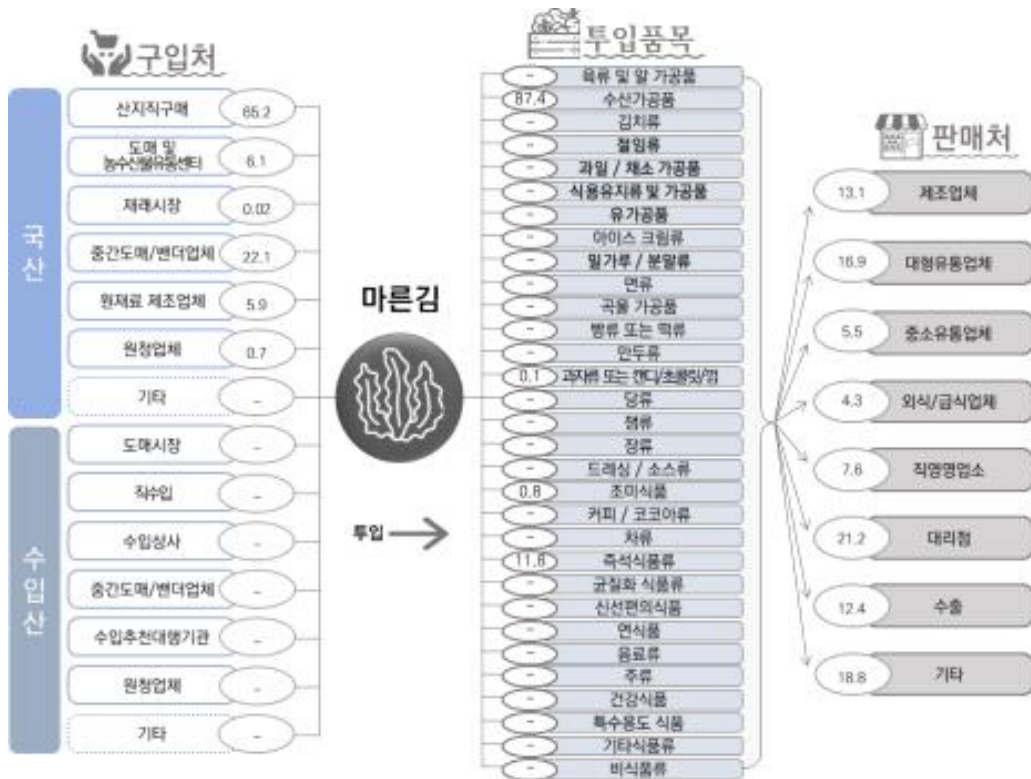 구입처
국산
산지직구매 65.2
도매 및
농수산물유통센터 6.1
재래시장 0.02
중간도매/밴더업체 22.1
원재료 제조업체 5.9
원청업체 0.7
기타 -
수입산
도매시장 -
직수입 -
수입상사 -
중간도매/밴더업체 -
수입추천대행기관 -
원청업체 -
기타 -
마른김
투입
투입품목
- 육류 및 알 가공품
87.4 수산가공품
- 김치류
- 절임류
- 과일 / 채소 가공품
- 식용유지류 및 가공품
- 유가공품
- 아이스 크림류
- 밀가루 / 분말류
- 면류
- 곡물 가공품
- 빵류 또는 떡류
- 만두류
0.1 과자류 또는 캔디/초콜릿/껌
- 당류
- 잼류
- 장류
- 드레싱 / 소스류
0.8 조미식품
- 커피 / 코코아류
- 차류
11.8 즉석식품류
- 균질화 식품류
- 신선편의식품
- 연식품
- 음료류
- 주류
- 건강식품
- 특수용도 식품
- 기타식품류
- 비식품류
판매처
13.1 제조업체
16.9 대형유통업체
5.5 중소유통업체
4.3 외식/급식업체
7.6 직영영업소
21.2 대리점
12.4 수출
18.8 기타